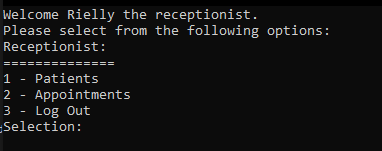 Welcome Rielly the receptionist.
Please select from the following options:
Receptionist:
==============
1 - Patients
2 - Appointments
3 - Log Out
Selection: